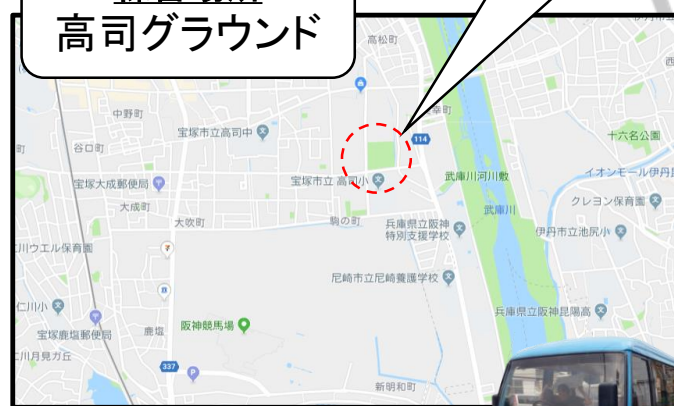 高司グラウンド
高松町
中野町
宝塚市立高司中
114
谷口町
十六名公園
宝塚大成郵便局
宝塚市立 高司小
武庫川河川敷
イオンモール伊丹
大成町
クレヨン保育園
武庫川
大吹町
駒の町
兵庫県立阪神
特別支援学校
伊丹市立池尻小
川ウエル保育園
尼崎市立尼崎養護学校
仁川小
兵庫県立阪神昆陽高
宝塚鹿塩郵便局
鹿塩
阪神競馬場
仁川月見ガ丘
337
新明和町